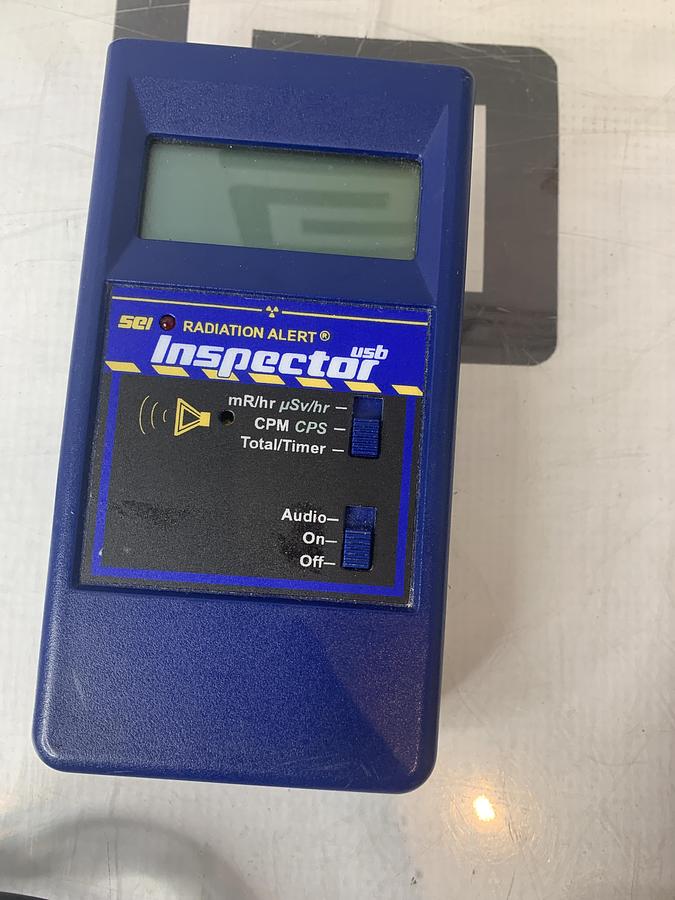 sei RADIATION ALERT®
Inspector usb
mR/hr µSv/hr
CPM CPS
Total/Timer
Audio
On
Off